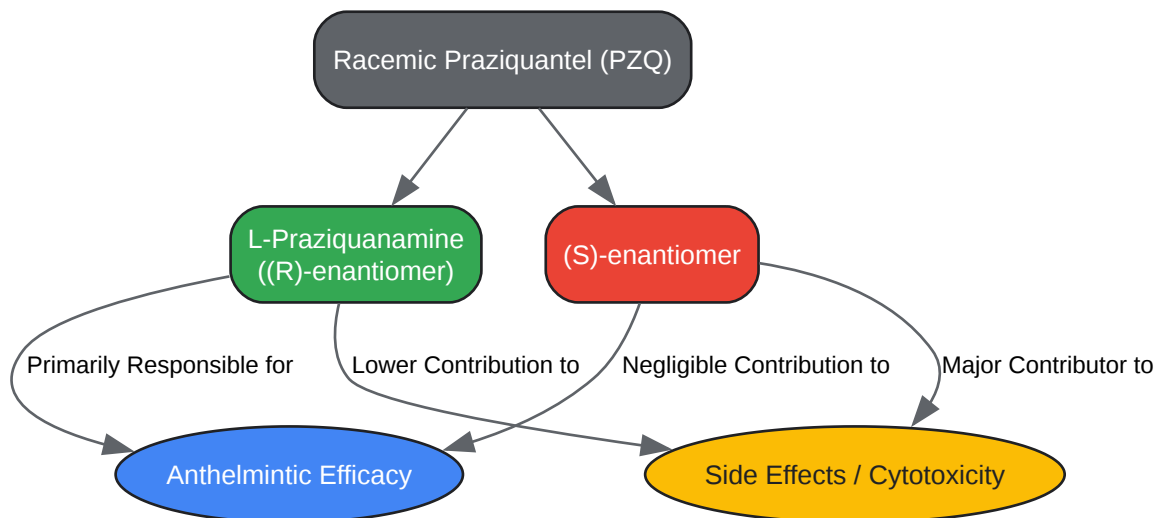 Racemic Praziquantel (PZQ)
L-Praziquanamine
((R)-enantiomer)
(S)-enantiomer
Primarily Responsible for
Lower Contribution to
Negligible Contribution to
Major Contributor to
Anthelmintic Efficacy
Side Effects / Cytotoxicity